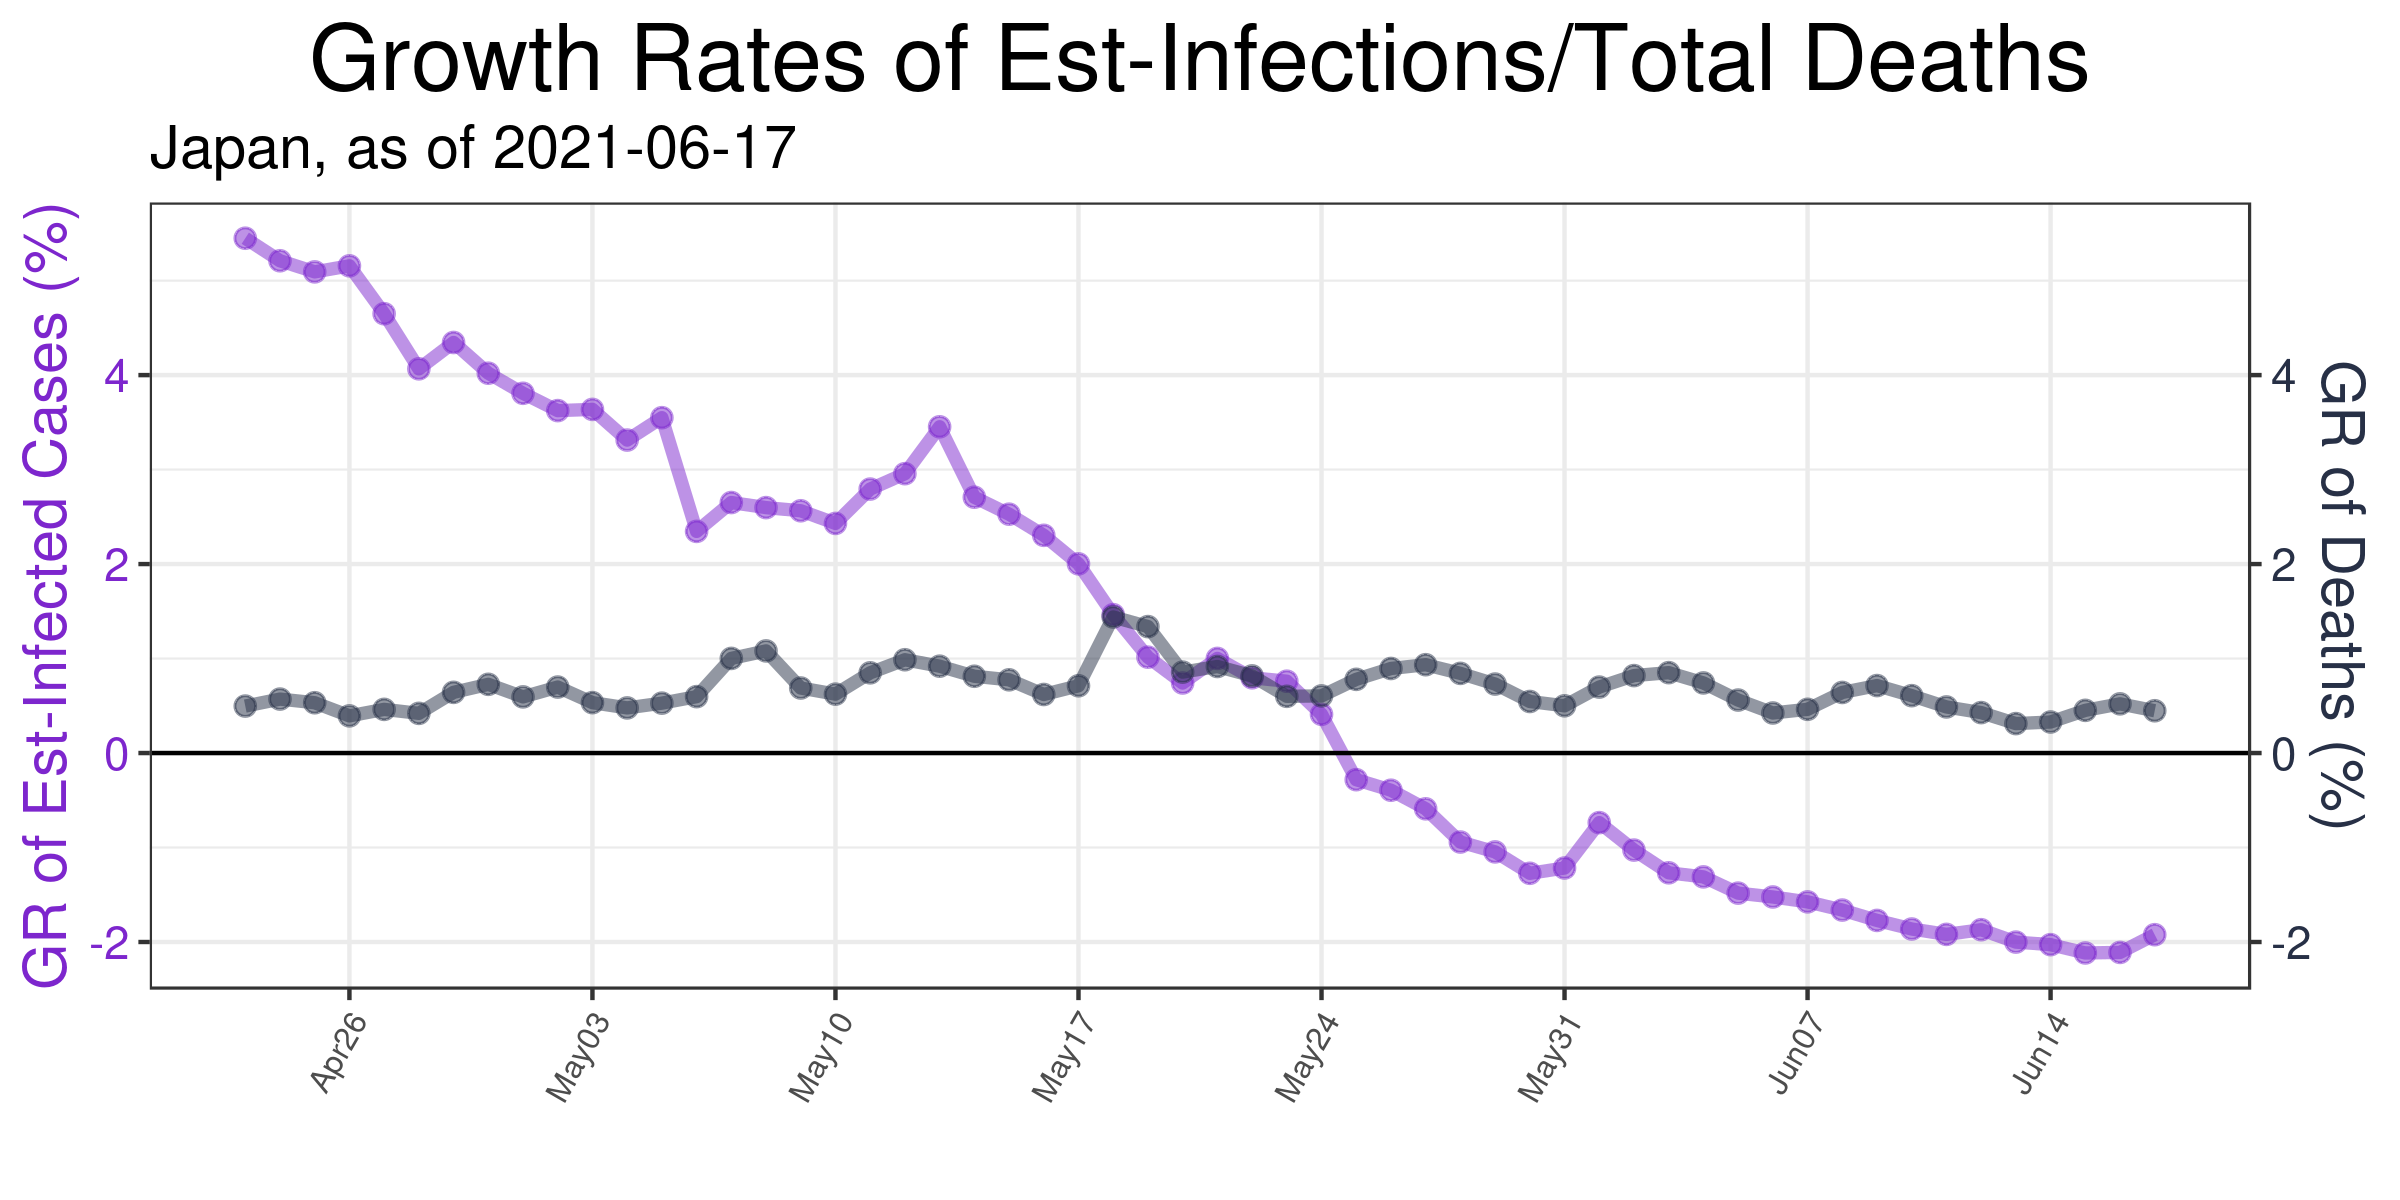 Growth Rates of Est-Infections/Total Deaths
Japan, as of 2021-06-17
GR of Est-Infected Cases (%)
4
2
0
-2
4
2
0
-2
GR of Deaths (%)
Apr26
May03
May10
May17
May24
May31
Jun07
Jun14